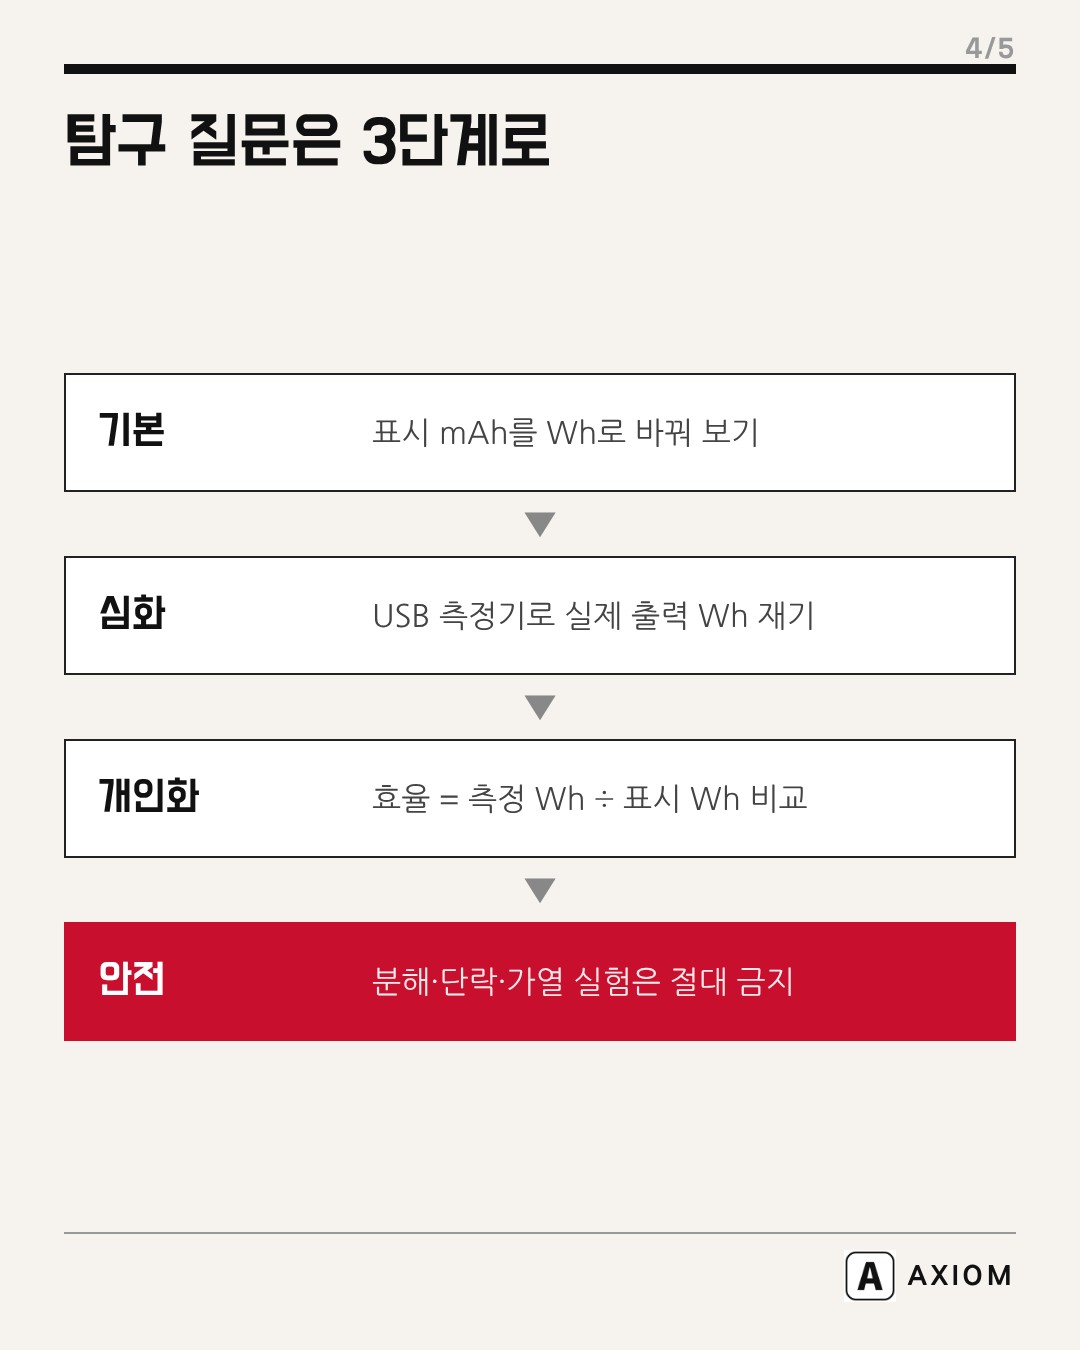 4/5
탐구 질문은 3단계로
기본 표시 mAh를 Wh로 바꿔 보기
심화 USB 측정기로 실제 출력 Wh 재기
개인화 효율 = 측정 Wh ÷ 표시 Wh 비교
안전 분해·단락·가열 실험은 절대 금지
A AXIOM